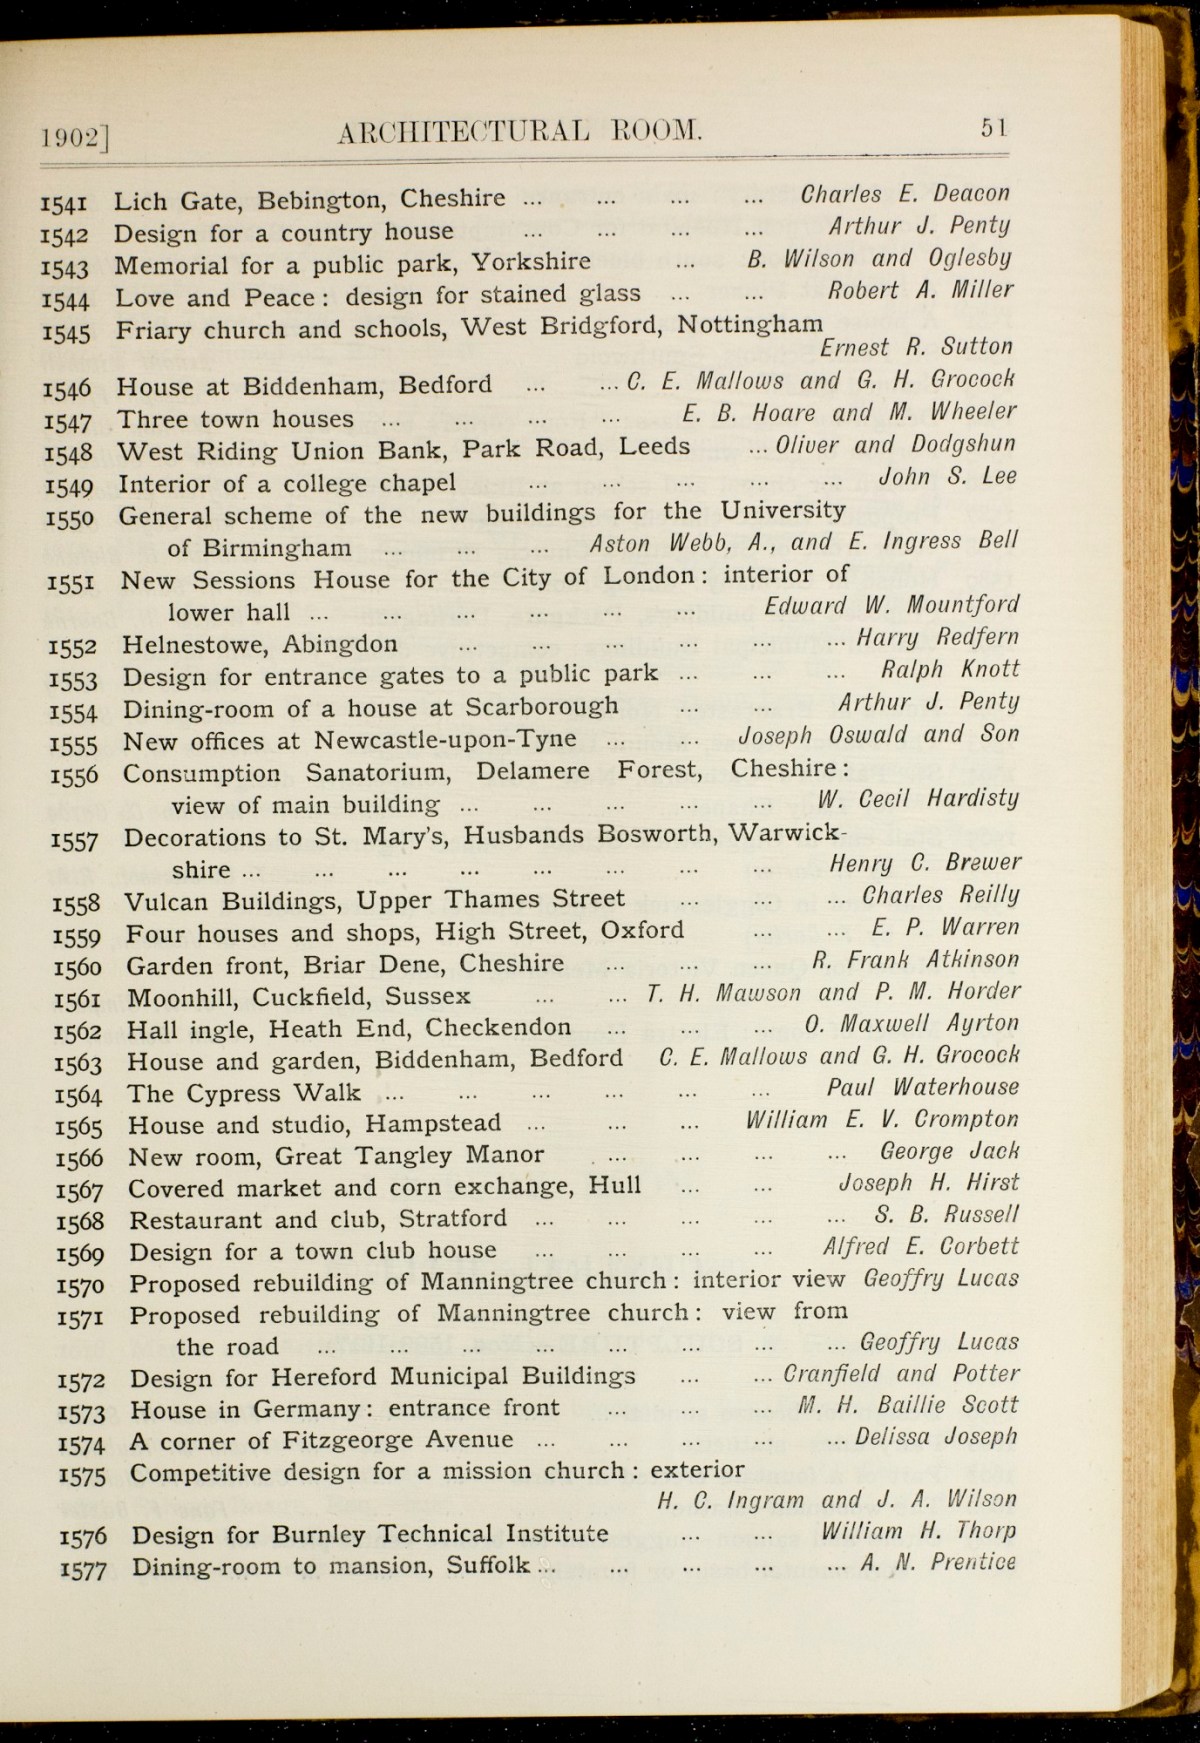 1902] ARCHITECTURAL ROOM. 51
1541 Lich Gate, Bebington, Cheshire ... ... ... ... Charles E. Deacon
1542 Design for a country house ... ... ... ... Arthur J. Penty
1543 Memorial for a public park, Yorkshire ... B. Wilson and Oglesby
1544 Love and Peace : design for stained glass ... ... Robert A. Miller
1545 Friary church and schools, West Bridgford, Nottingham
Ernest R. Sutton
1546 House at Biddenham, Bedford ... ... C. E. Mallows and G. H. Grocock
1547 Three town houses ... ... ... ... E. B. Hoare and M. Wheeler
1548 West Riding Union Bank, Park Road, Leeds ... Oliver and Dodgshun
1549 Interior of a college chapel ... ... ... ... ... John S. Lee
1550 General scheme of the new buildings for the University
of Birmingham ... ... ... Aston Webb, A., and E. Ingress Bell
1551 New Sessions House for the City of London : interior of
lower hall ... ... ... ... ... ... Edward W. Mountford
1552 Helnestowe, Abingdon ... ... ... ... ... ... Harry Redfern
1553 Design for entrance gates to a public park ... ... ... Ralph Knott
1554 Dining-room of a house at Scarborough ... ... Arthur J. Penty
1555 New offices at Newcastle-upon-Tyne ... ... Joseph Oswald and Son
1556 Consumption Sanatorium, Delamere Forest, Cheshire :
view of main building ... ... ... ... ... W. Cecil Hardisty
1557 Decorations to St. Mary's, Husbands Bosworth, Warwick-
shire ... ... ... ... ... ... ... ... Henry C. Brewer
1558 Vulcan Buildings, Upper Thames Street ... ... ... Charles Reilly
1559 Four houses and shops, High Street, Oxford ... ... E. P. Warren
1560 Garden front, Briar Dene, Cheshire ... ... ... R. Frank Atkinson
1561 Moonhill, Cuckfield, Sussex ... ... T. H. Mawson and P. M. Horder
1562 Hall ingle, Heath End, Checkendon ... ... ... O. Maxwell Ayrton
1563 House and garden, Biddenham, Bedford C. E. Mallows and G. H. Grocock
1564 The Cypress Walk ... ... ... ... ... ... Paul Waterhouse
1565 House and studio, Hampstead ... ... ... William E. V. Crompton
1566 New room, Great Tangley Manor ... ... ... ... George Jack
1567 Covered market and corn exchange, Hull ... ... Joseph H. Hirst
1568 Restaurant and club, Stratford ... ... ... ... ... S. B. Russell
1569 Design for a town club house ... ... ... ... Alfred E. Corbett
1570 Proposed rebuilding of Manningtree church : interior view Geoffry Lucas
1571 Proposed rebuilding of Manningtree church : view from
the road ... ... ... ... ... ... ... ... Geoffry Lucas
1572 Design for Hereford Municipal Buildings ... ... Cranfield and Potter
1573 House in Germany : entrance front ... ... ... M. H. Baillie Scott
1574 A corner of Fitzgeorge Avenue ... ... ... ... ... Delissa Joseph
1575 Competitive design for a mission church : exterior
H. C. Ingram and J. A. Wilson
1576 Design for Burnley Technical Institute ... ... William H. Thorp
1577 Dining-room to mansion, Suffolk ... ... ... ... ... A. N. Prentice